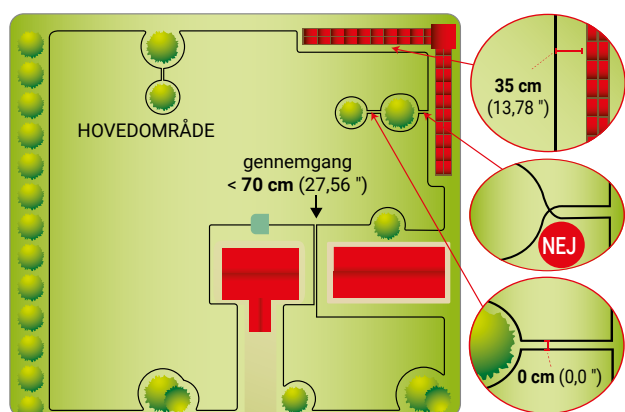 HOVEDOMRÅDE
gennemgang
< 70 cm (27,56 ")
35 cm
(13,78 ")
NEJ
0 cm (0,0 ")